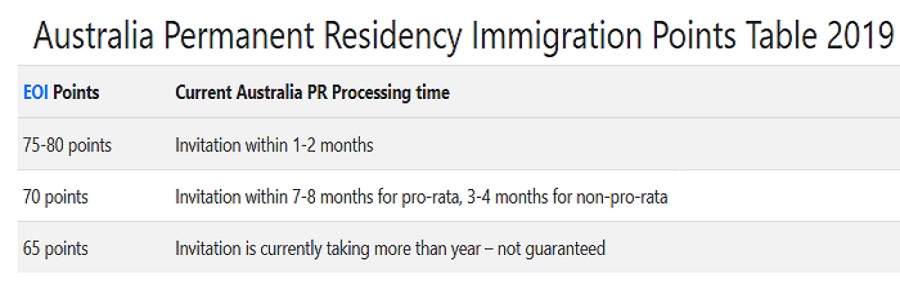 Australia Permanent Residency Immigration Points Table 2019
EOI Points Current Australia PR Processing time
75-80 points Invitation within 1-2 months
70 points Invitation within 7-8 months for pro-rata, 3-4 months for non-pro-rata
65 points Invitation is currently taking more than year – not guaranteed